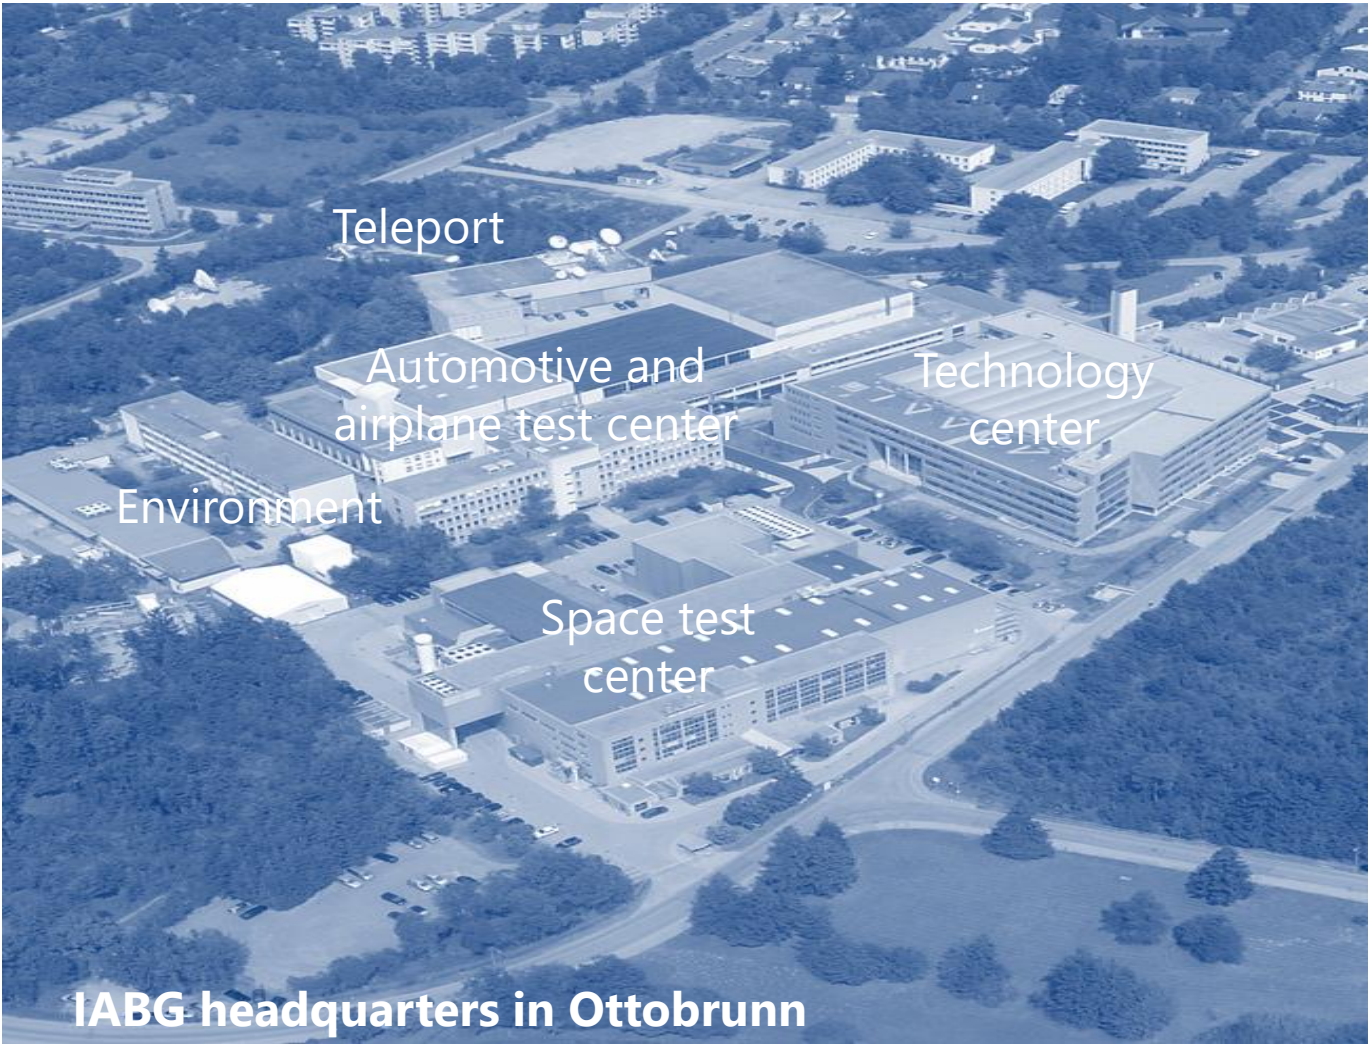 Teleport
Automotive and
airplane test center
Technology
center
Environment
Space test
center
IABG headquarters in Ottobrunn